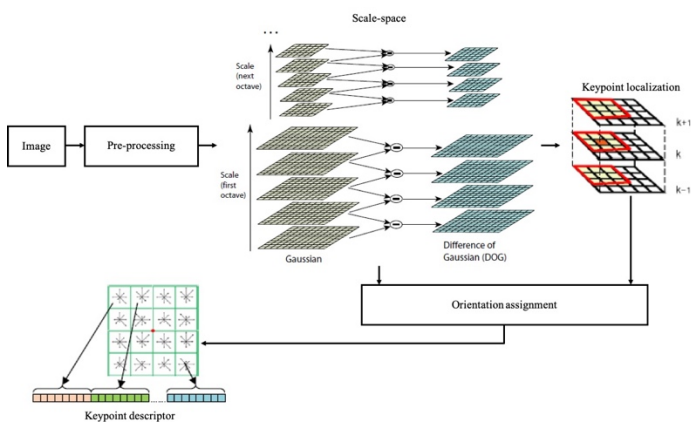 Scale-space
...
Scale
(next
octave)
Keypoint localization
k+1
k
k−1
Image
Pre-processing
Scale
(first
octave)
Gaussian
Difference of
Gaussian (DOG)
Orientation assignment
......
Keypoint descriptor